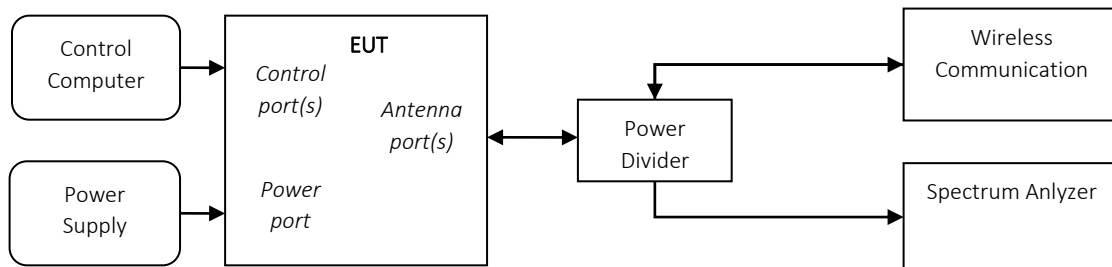 Control
Computer
Power
Supply
EUT
Control
port(s)
Antenna
port(s)
Power
port
Power
Divider
Wireless
Communication
Spectrum Anlyzer